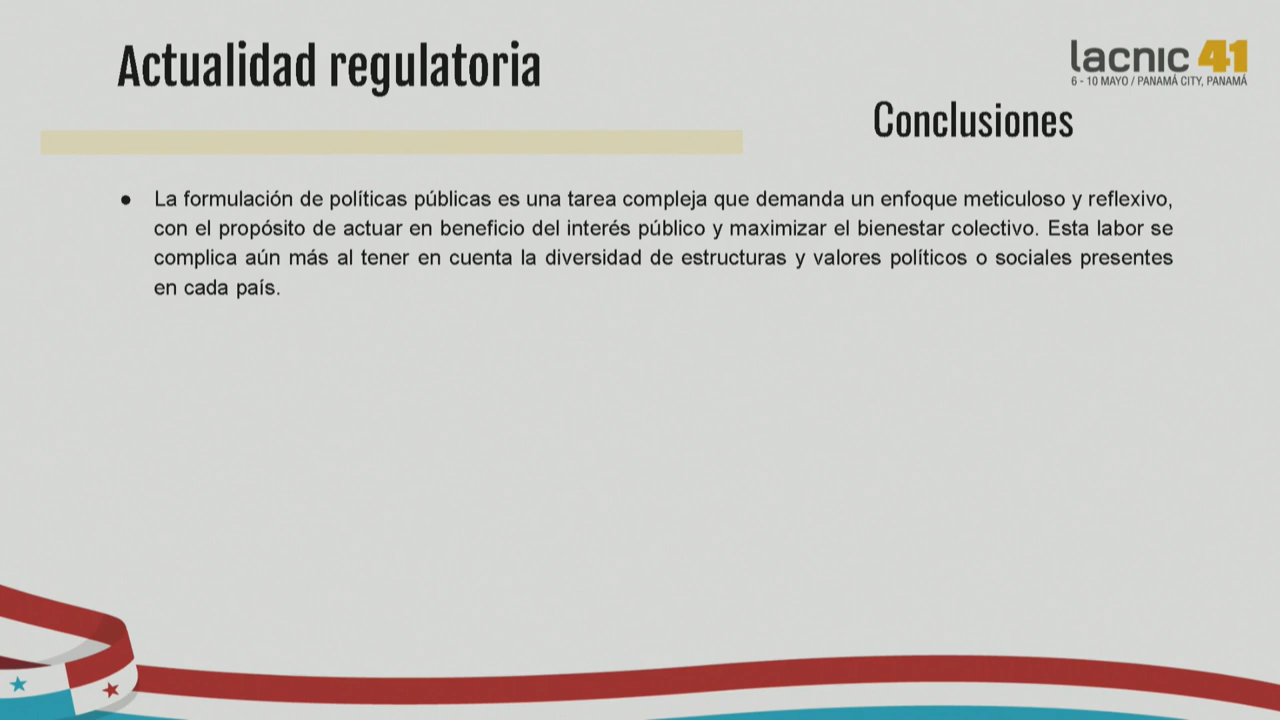 Actualidad regulatoria
lacnic 41
6 - 10 MAYO / PANAMÁ CITY, PANAMÁ
Conclusiones
● La formulación de políticas públicas es una tarea compleja que demanda un enfoque meticuloso y reflexivo,
con el propósito de actuar en beneficio del interés público y maximizar el bienestar colectivo. Esta labor se
complica aún más al tener en cuenta la diversidad de estructuras y valores políticos o sociales presentes
en cada país.